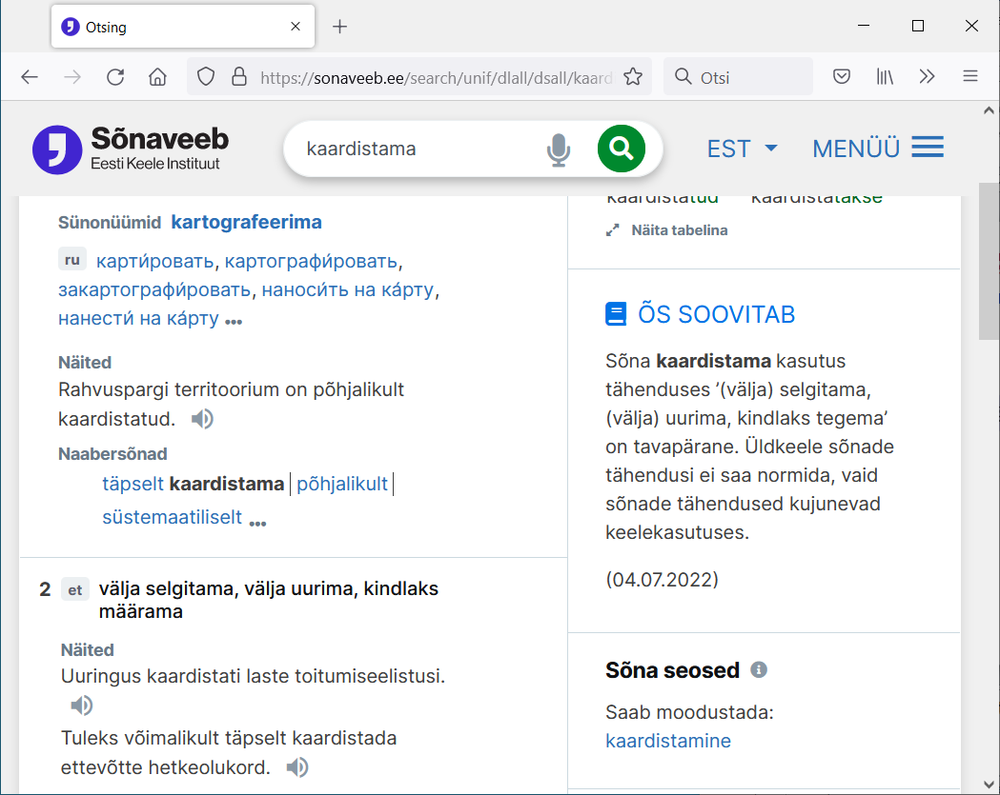 Otsing
https://sonaveeb.ee/search/unif/dlall/dsall/kaard
Otsi
Sõnaveeb
Eesti Keele Instituut
kaardistama
EST
MENÜÜ
Sünonüümid kartografeerima
ru карти́ровать, картографи́ровать,
закартографи́ровать, наноси́ть на ка́рту,
нанести́ на ка́рту •••
Näited
Rahvuspargi territoorium on põhjalikult
kaardistatud.
Naabersõnad
täpselt kaardistama | põhjalikult |
süstemaatiliselt •••
2 et välja selgitama, välja uurima, kindlaks
määrama
Näited
Uuringus kaardistati laste toitumiseelistusi.
Tuleks võimalikult täpselt kaardistada
ettevõtte hetkeolukord.
kaardistatud kaardistatakse
Näita tabelina
ÕS SOOVITAB
Sõna kaardistama kasutus
tähenduses ’(välja) selgitama,
(välja) uurima, kindlaks tegema’
on tavapärane. Üldkeele sõnade
tähendusi ei saa normida, vaid
sõnade tähendused kujunevad
keelekasutuses.
(04.07.2022)
Sõna seosed
Saab moodustada:
kaardistamine